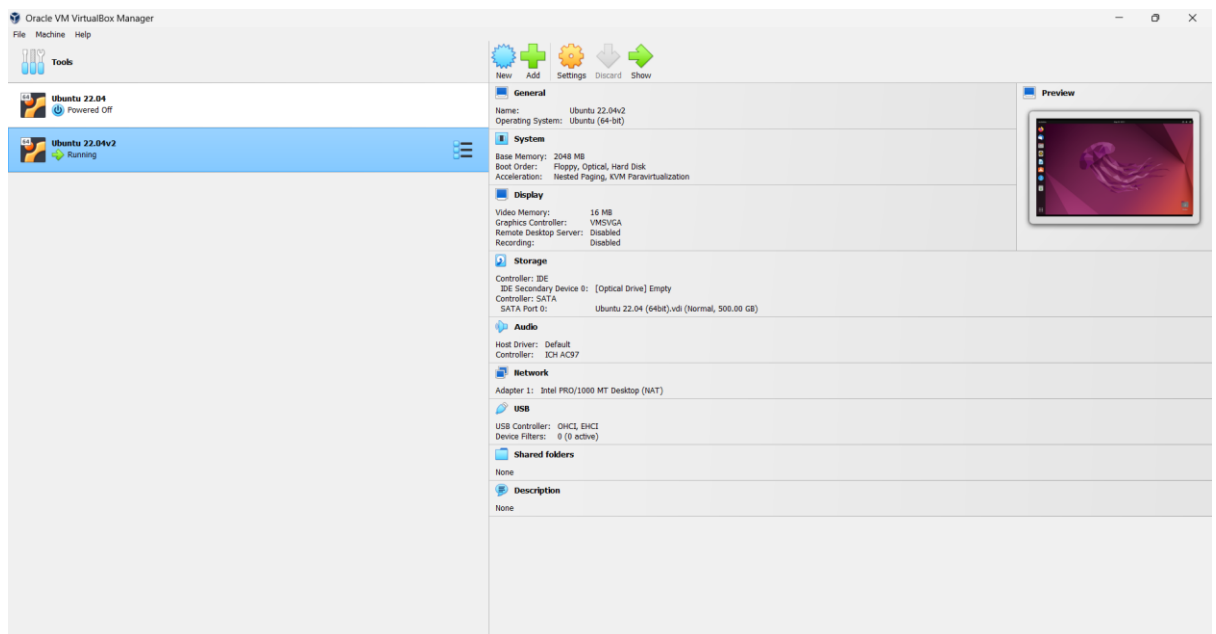 Oracle VM VirtualBox Manager
File Machine Help
Tools
New Add Settings Discard Show
64
Ubuntu 22.04
Powered Off
64
Ubuntu 22.04v2
Running
General
Name: Ubuntu 22.04v2
Operating System: Ubuntu (64-bit)
System
Base Memory: 2048 MB
Boot Order: Floppy, Optical, Hard Disk
Acceleration: Nested Paging, KVM Paravirtualization
Display
Video Memory: 16 MB
Graphics Controller: VMSVGA
Remote Desktop Server: Disabled
Recording: Disabled
Storage
Controller: IDE
IDE Secondary Device 0: [Optical Drive] Empty
Controller: SATA
SATA Port 0: Ubuntu 22.04 (64bit).vdi (Normal, 500.00 GB)
Audio
Host Driver: Default
Controller: ICH AC97
Network
Adapter 1: Intel PRO/1000 MT Desktop (NAT)
USB
USB Controller: OHCI, EHCI
Device Filters: 0 (0 active)
Shared folders
None
Description
None
Preview